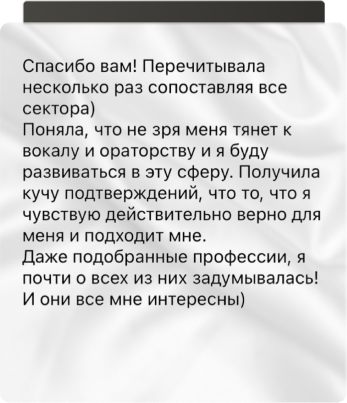 Спасибо вам! Перечитывала
несколько раз сопоставляя все
сектора)
Поняла, что не зря меня тянет к
вокалу и ораторству и я буду
развиваться в эту сферу. Получила
кучу подтверждений, что то, что я
чувствую действительно верно для
меня и подходит мне.
Даже подобранные профессии, я
почти о всех из них задумывалась!
И они все мне интересны)